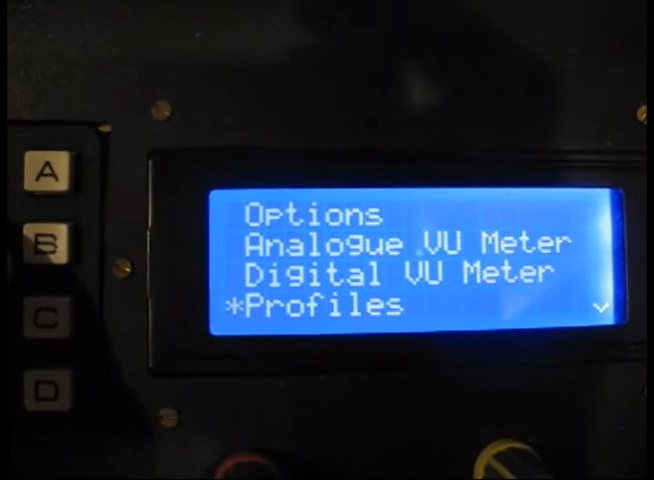 A
B
C
D
Options
Analogue VU Meter
Digital VU Meter
*Profiles